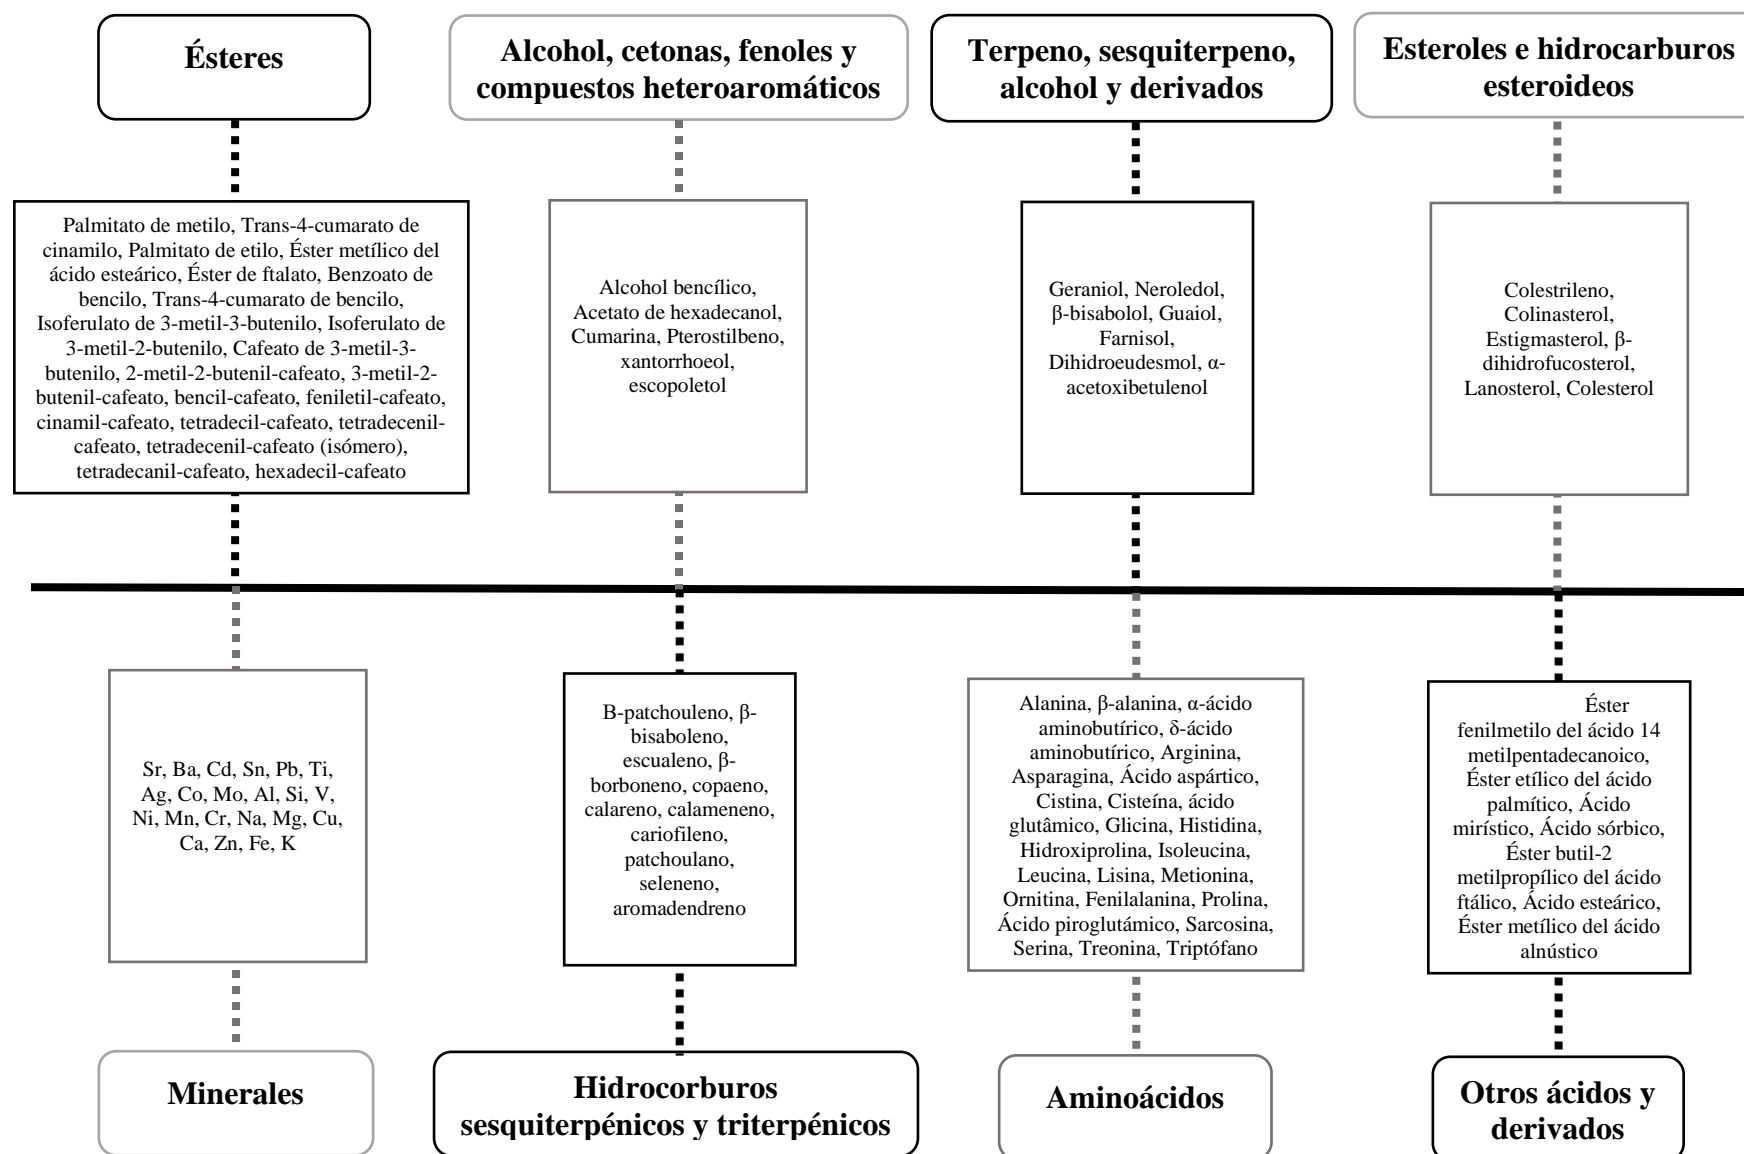 Ésteres
Alcohol, cetonas, fenoles y
compuestos heteroaromáticos
Terpeno, sesquiterpeno,
alcohol y derivados
Esteroles e hidrocarburos
esteroideos
Palmitato de metilo, Trans-4-cumarato de
cinamilo, Palmitato de etilo, Éster metílico del
ácido esteárico, Éster de ftalato, Benzoato de
bencilo, Trans-4-cumarato de bencilo,
Isoferulato de 3-metil-3-butenilo, Isoferulato de
3-metil-2-butenilo, Cafeato de 3-metil-3-
butenilo, 2-metil-2-butenil-cafeato, 3-metil-2-
butenil-cafeato, bencil-cafeato, feniletil-cafeato,
cinamil-cafeato, tetradecil-cafeato, tetradecenil-
cafeato, tetradecenil-cafeato (isómero),
tetradecanil-cafeato, hexadecil-cafeato
Alcohol bencílico,
Acetato de hexadecanol,
Cumarina, Pterostilbeno,
xantorrhoeol,
escopoletol
Geraniol, Neroledol,
β-bisabolol, Guaiol,
Farnisol,
Dihidroeudesmol, α-
acetoxibetulenol
Colestrileno,
Colinasterol,
Estigmasterol, β-
dihidrofucosterol,
Lanosterol, Colesterol
Sr, Ba, Cd, Sn, Pb, Ti,
Ag, Co, Mo, Al, Si, V,
Ni, Mn, Cr, Na, Mg, Cu,
Ca, Zn, Fe, K
B-patchouleno, β-
bisaboleno,
escualeno, β-
borboneno, copaeno,
calareno, calameneno,
cariofileno,
patchoulano,
seleneno,
aromadendreno
Alanina, β-alanina, α-ácido
aminobutírico, δ-ácido
aminobutírico, Arginina,
Asparagina, Ácido aspártico,
Cistina, Cisteína, ácido
glutâmico, Glicina, Histidina,
Hidroxiprolina, Isoleucina,
Leucina, Lisina, Metionina,
Ornitina, Fenilalanina, Prolina,
Ácido piroglutámico, Sarcosina,
Serina, Treonina, Triptófano
Éster
fenilmetilo del ácido 14
metilpentadecanoico,
Éster etílico del ácido
palmítico, Ácido
mirístico, Ácido sórbico,
Éster butil-2
metilpropílico del ácido
ftálico, Ácido esteárico,
Éster metílico del ácido
alnústico
Minerales
Hidrocorburos
sesquiterpénicos y triterpénicos
Aminoácidos
Otros ácidos y
derivados